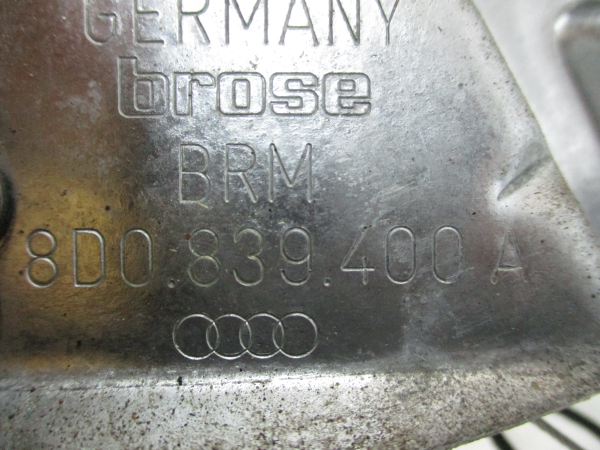 GERMANY
brose
BRM
8D0.839.400 A